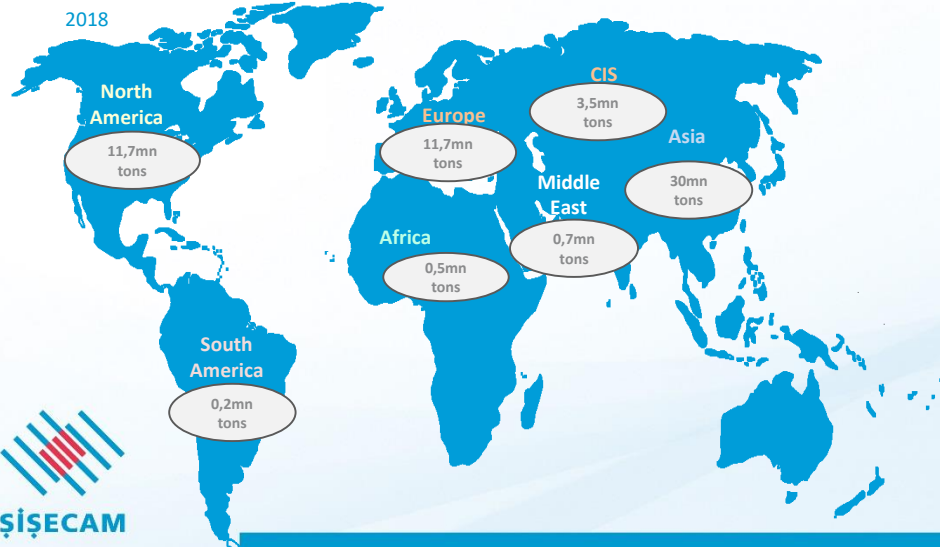 2018
North
America
11,7mn
tons
Europe
11,7mn
tons
CIS
3,5mn
tons
Asia
30mn
tons
Middle
East
0,7mn
tons
Africa
0,5mn
tons
South
America
0,2mn
tons
ŞİŞECAM